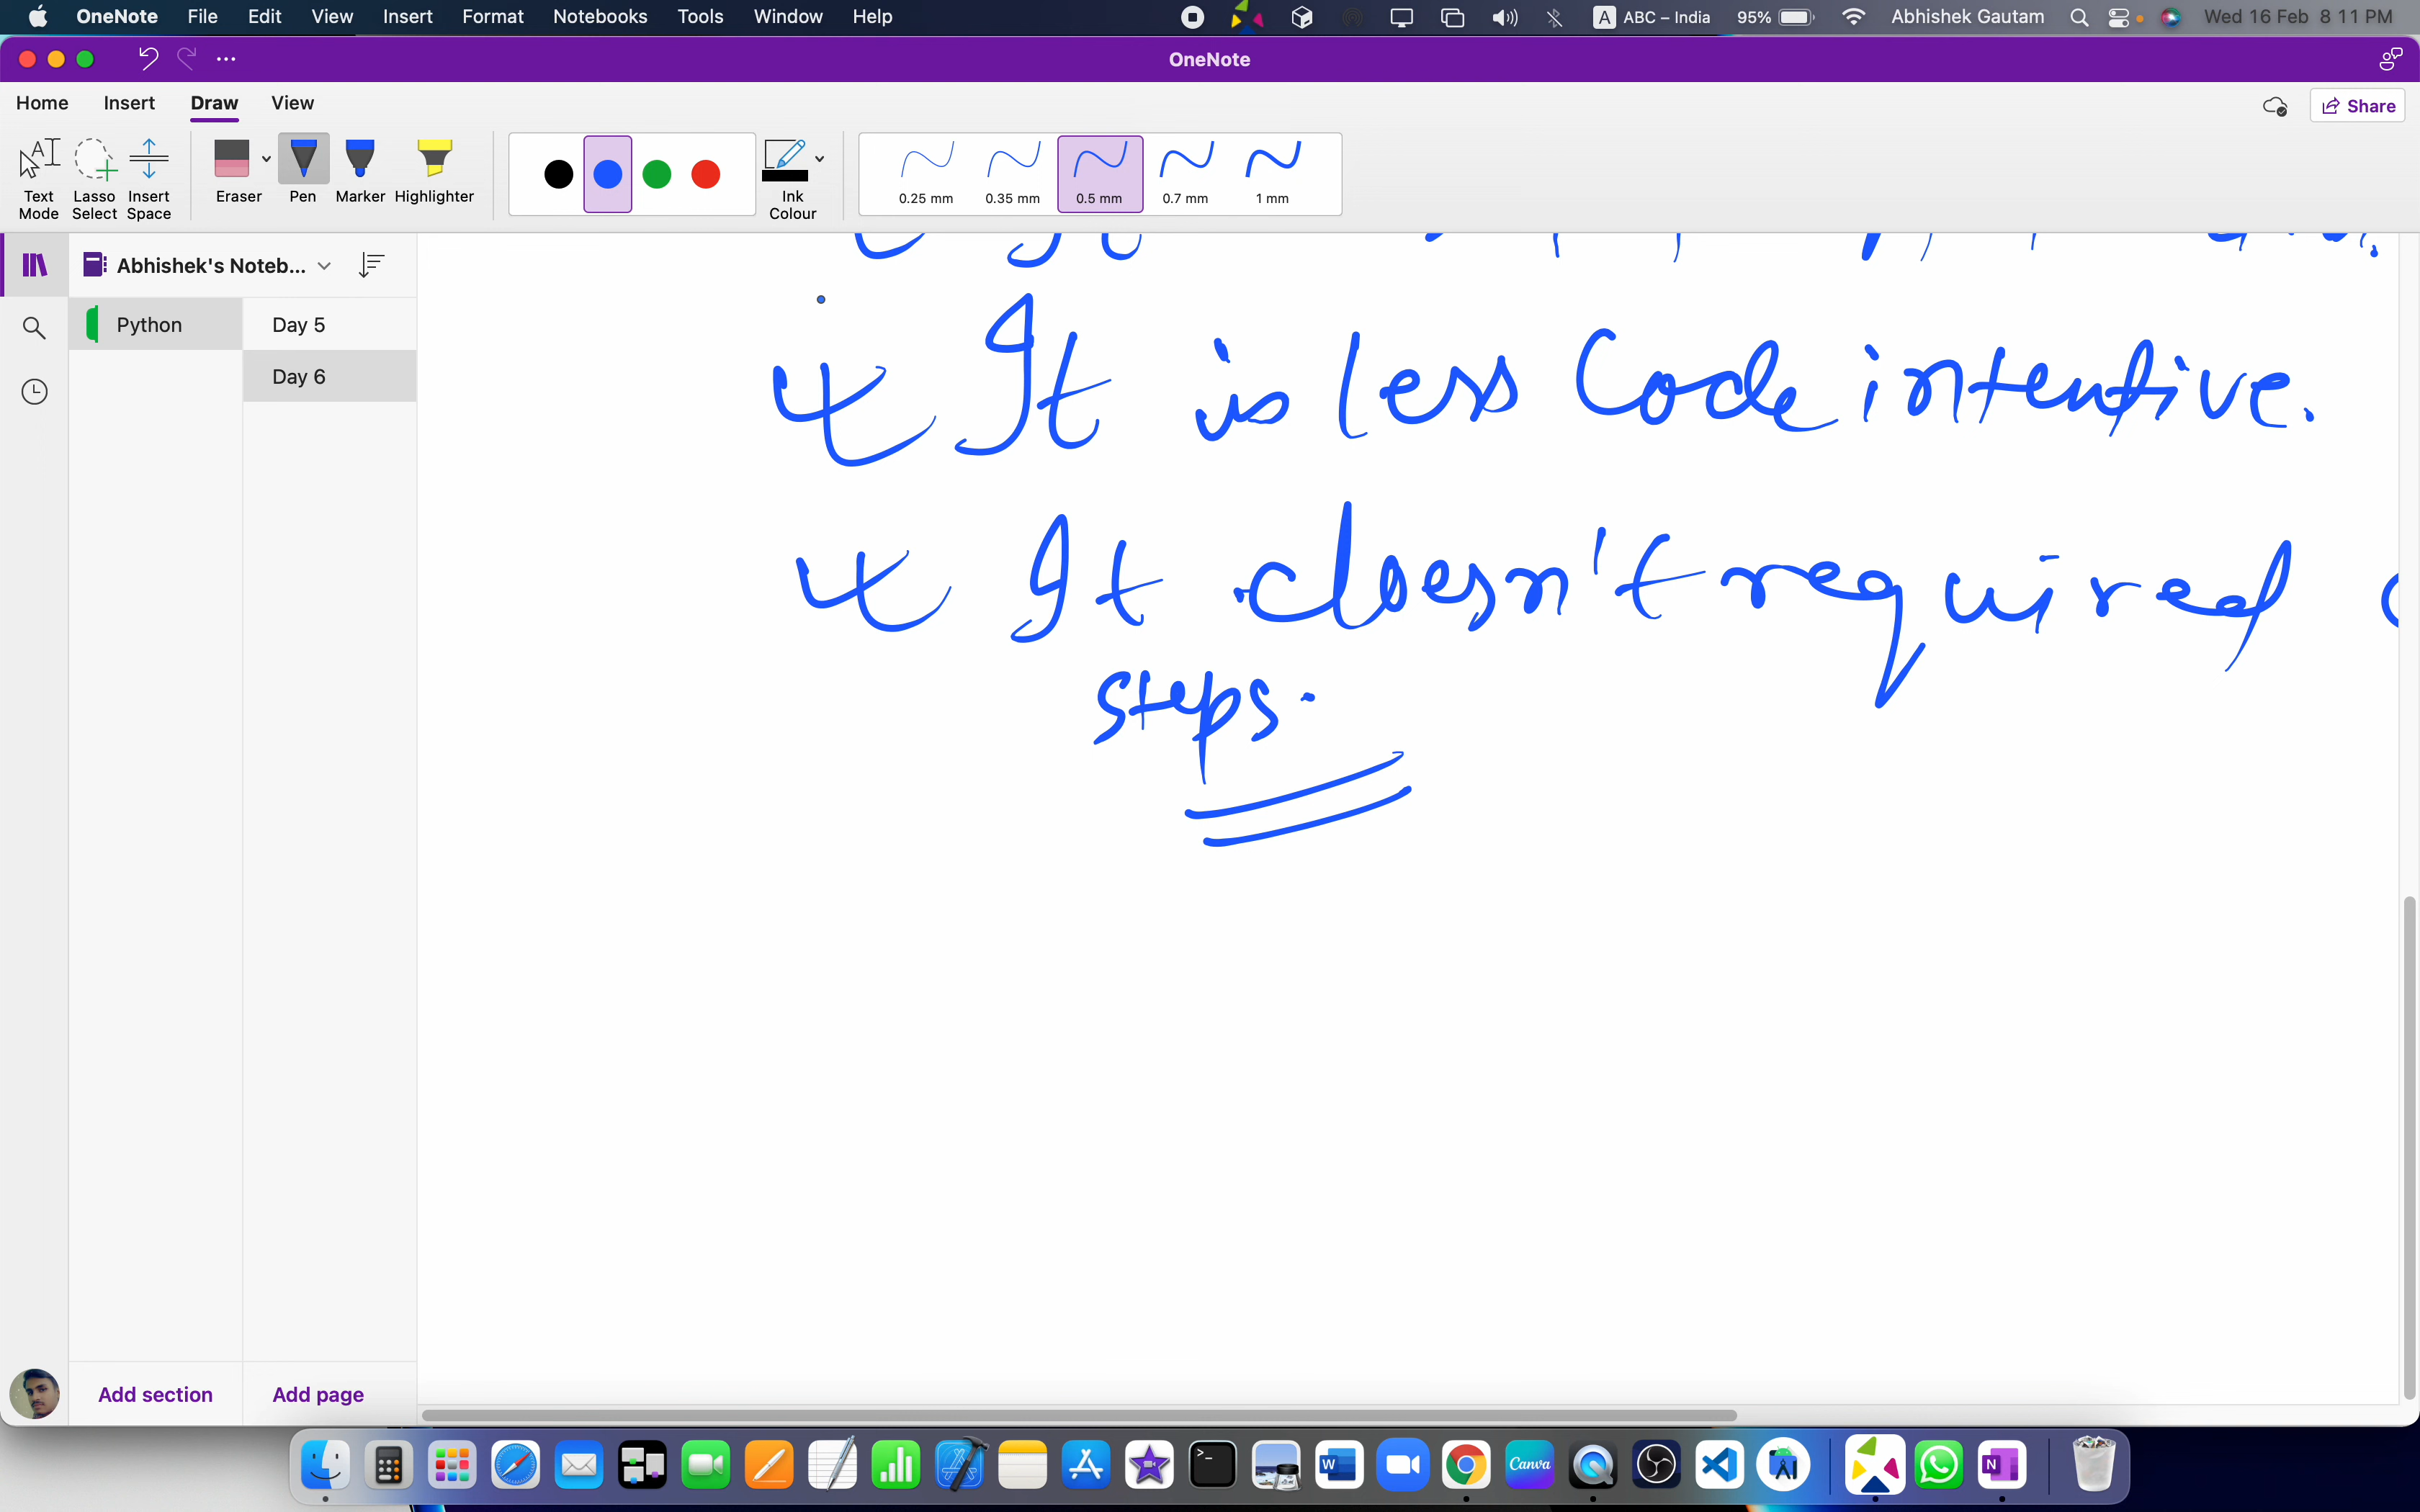 OneNote File Edit View Insert Format Notebooks Tools Window Help A ABC – India 95% Abhishek Gautam Wed 16 Feb 8 11 PM
OneNote
Home Insert Draw View Share
Text Mode Lasso Select Insert Space Eraser Pen Marker Highlighter Ink Colour 0.25 mm 0.35 mm 0.5 mm 0.7 mm 1 mm
Abhishek's Noteb...
Python Day 5
Day 6
It is less Code intentive.
It doesn't required
steps.
Add section Add page
W Canva N